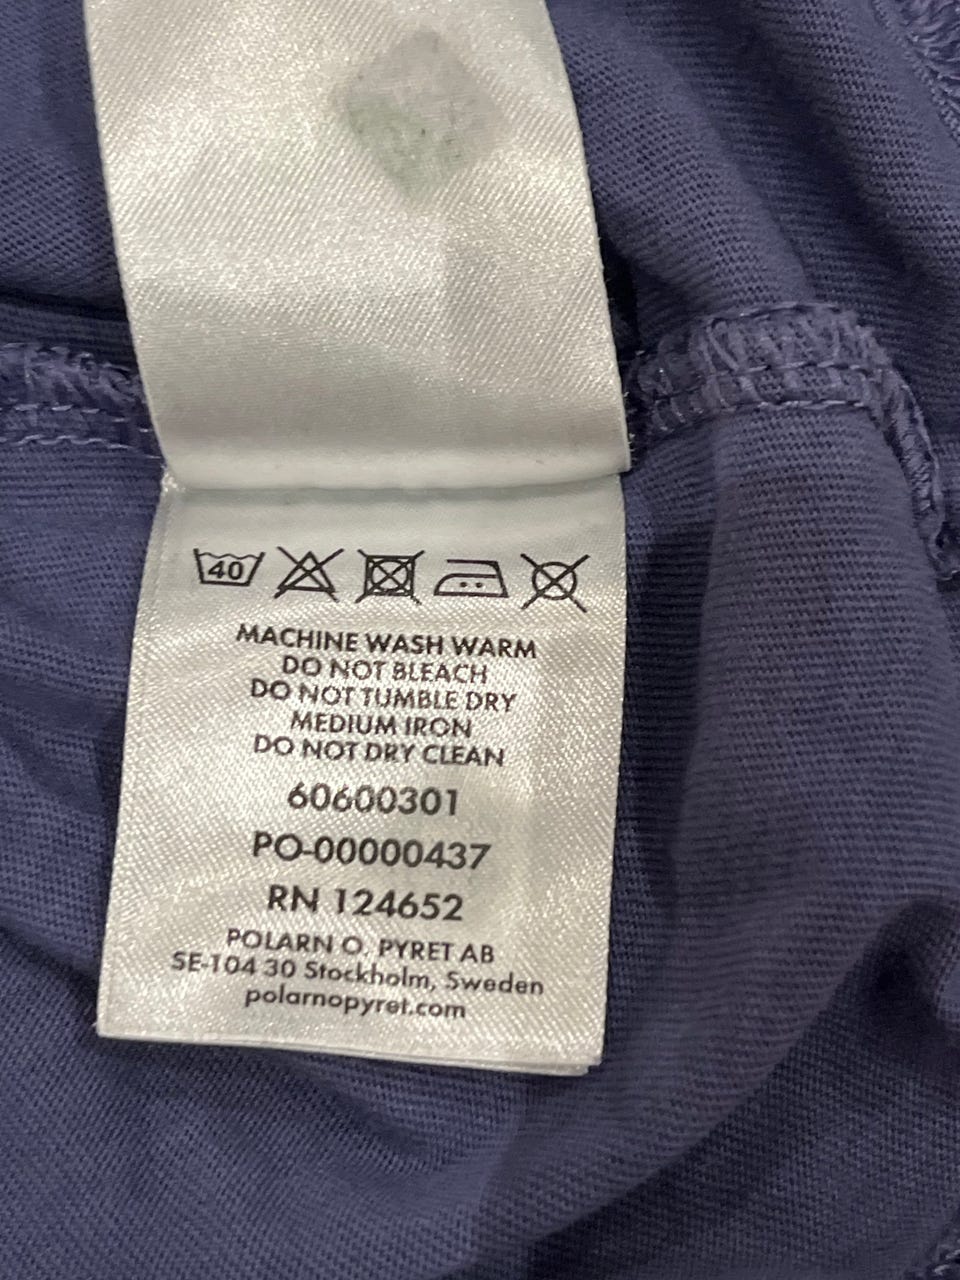 40
MACHINE WASH WARM
DO NOT BLEACH
DO NOT TUMBLE DRY
MEDIUM IRON
DO NOT DRY CLEAN
60600301
PO-00000437
RN 124652
POLARN O. PYRET AB
SE-104 30 Stockholm, Sweden
polarnopyret.com